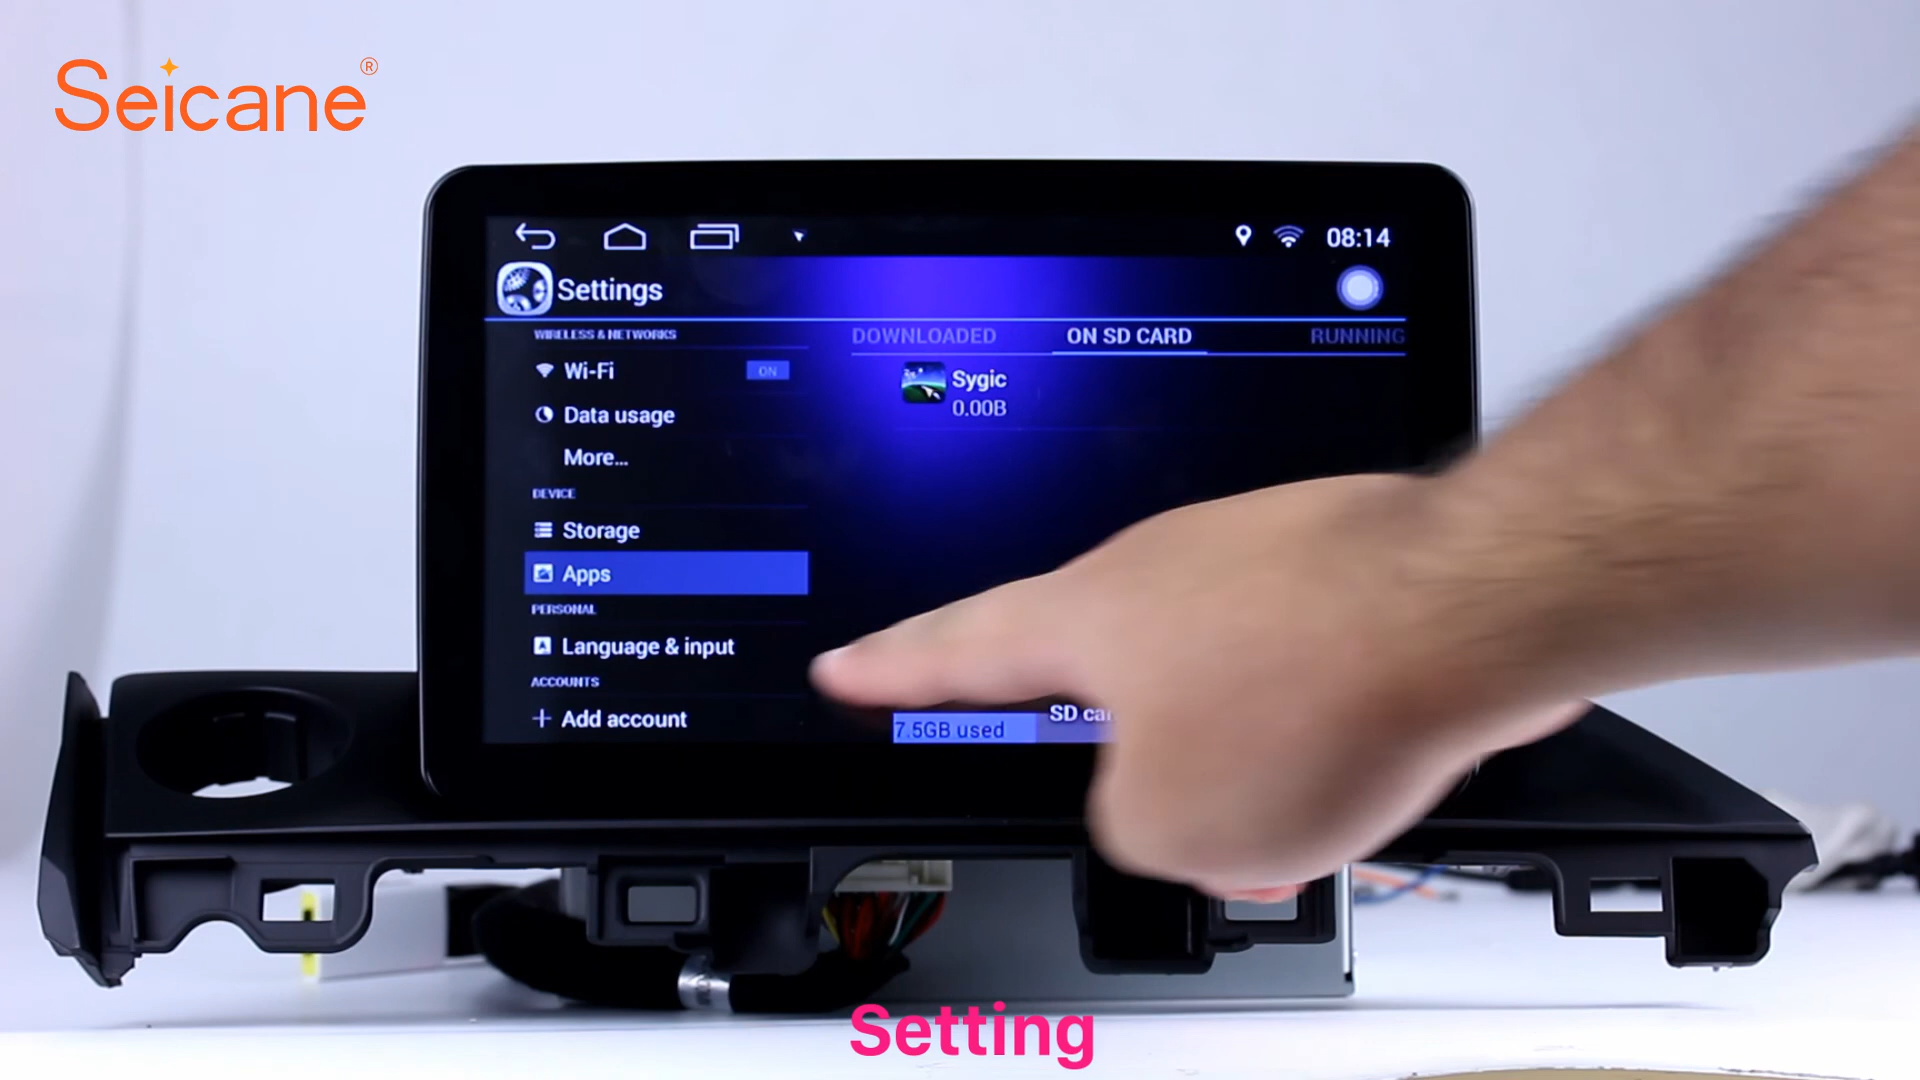 Seicane®
08:14
Settings
WIRELESS & NETWORKS
Wi-Fi
ON
Data usage
More...
DEVICE
Storage
Apps
PERSONAL
Language & input
ACCOUNTS
Add account
DOWNLOADED
ON SD CARD
RUNNING
Sygic
0.00B
SD
7.5GB used
Setting